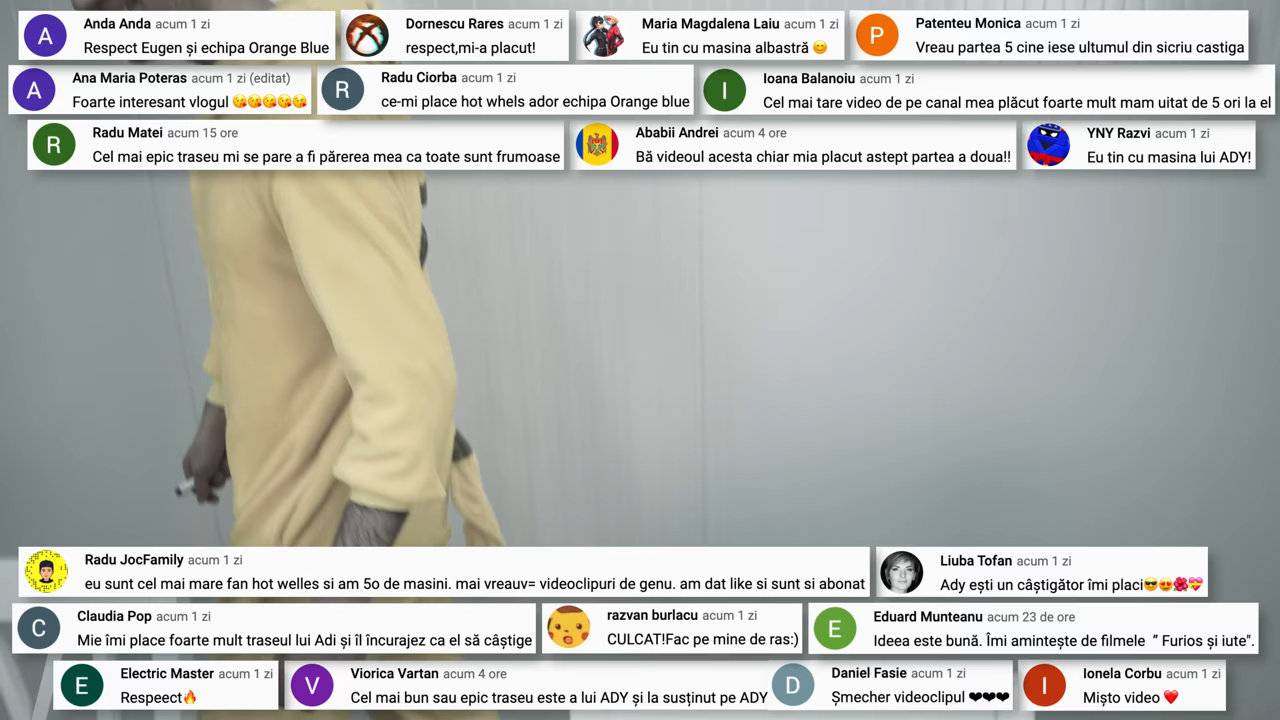 A
Anda Anda acum 1 zi
Respect Eugen și echipa Orange Blue
Dornescu Rares acum 1 zi
respect,mi-a placut!
Maria Magdalena Laiu acum 1 zi
Eu tin cu masina albastră 😊
P
Patenteu Monica acum 1 zi
Vreau partea 5 cine iese ultumul din sicriu castiga
A
Ana Maria Poteras acum 1 zi (editat)
Foarte interesant vlogul 😘😘😘😘😘
R
Radu Ciorba acum 1 zi
ce-mi place hot whels ador echipa Orange blue
I
Ioana Balanoiu acum 1 zi
Cel mai tare video de pe canal mea plăcut foarte mult mam uitat de 5 ori la el
R
Radu Matei acum 15 ore
Cel mai epic traseu mi se pare a fi părerea mea ca toate sunt frumoase
Ababii Andrei acum 4 ore
Bă videoul acesta chiar mia placut astept partea a doua!!
YNY Razvi acum 1 zi
Eu tin cu masina lui ADY!
Radu JocFamily acum 1 zi
eu sunt cel mai mare fan hot welles si am 5o de masini. mai vreauv= videoclipuri de genu. am dat like si sunt si abonat
Liuba Tofan acum 1 zi
Ady ești un câștigător îmi placi😎😍🌺💝
C
Claudia Pop acum 1 zi
Mie îmi place foarte mult traseul lui Adi și îl încurajez ca el să câștige
razvan burlacu acum 1 zi
CULCAT!Fac pe mine de ras:)
E
Eduard Munteanu acum 23 de ore
Ideea este bună. Îmi amintește de filmele ” Furios și iute".
E
Electric Master acum 1 zi
Respeect🔥
V
Viorica Vartan acum 4 ore
Cel mai bun sau epic traseu este a lui ADY și la susținut pe ADY
D
Daniel Fasie acum 1 zi
Șmecher videoclipul ❤❤❤
I
Ionela Corbu acum 1 zi
Mișto video ❤️